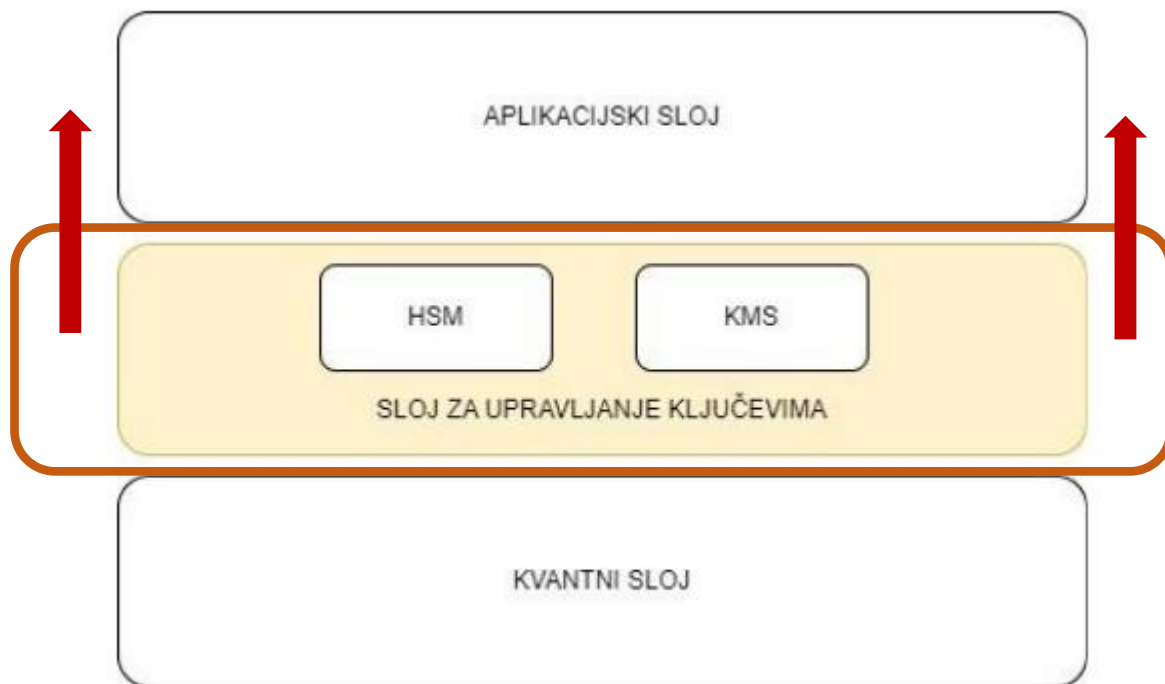 APLIKACIJSKI SLOJ
HSM
KMS
SLOJ ZA UPRAVLJANJE KLJUČEVIMA
KVANTNI SLOJ